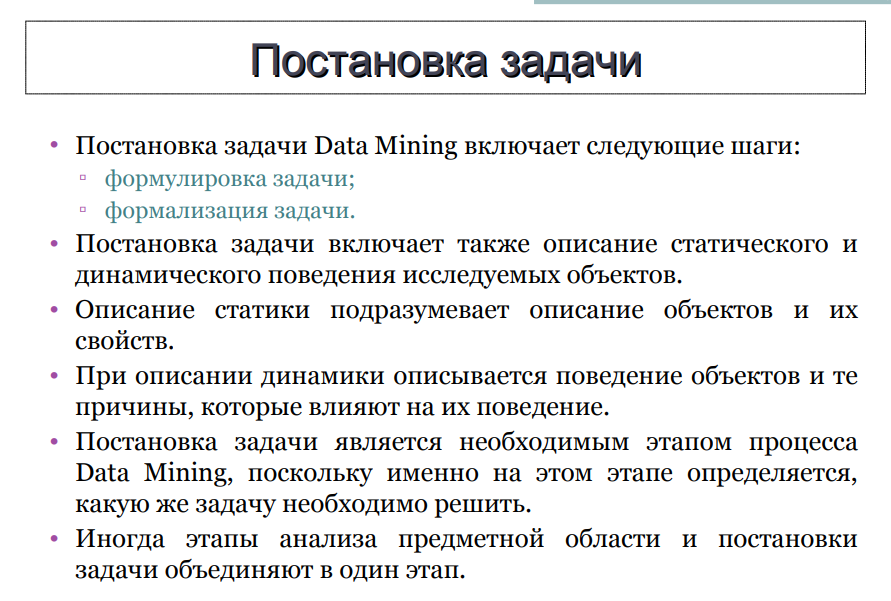 Постановка задачи
• Постановка задачи Data Mining включает следующие шаги:
▫ формулировка задачи;
▫ формализация задачи.
• Постановка задачи включает также описание статического и
динамического поведения исследуемых объектов.
• Описание статики подразумевает описание объектов и их
свойств.
• При описании динамики описывается поведение объектов и те
причины, которые влияют на их поведение.
• Постановка задачи является необходимым этапом процесса
Data Mining, поскольку именно на этом этапе определяется,
какую же задачу необходимо решить.
• Иногда этапы анализа предметной области и постановки
задачи объединяют в один этап.